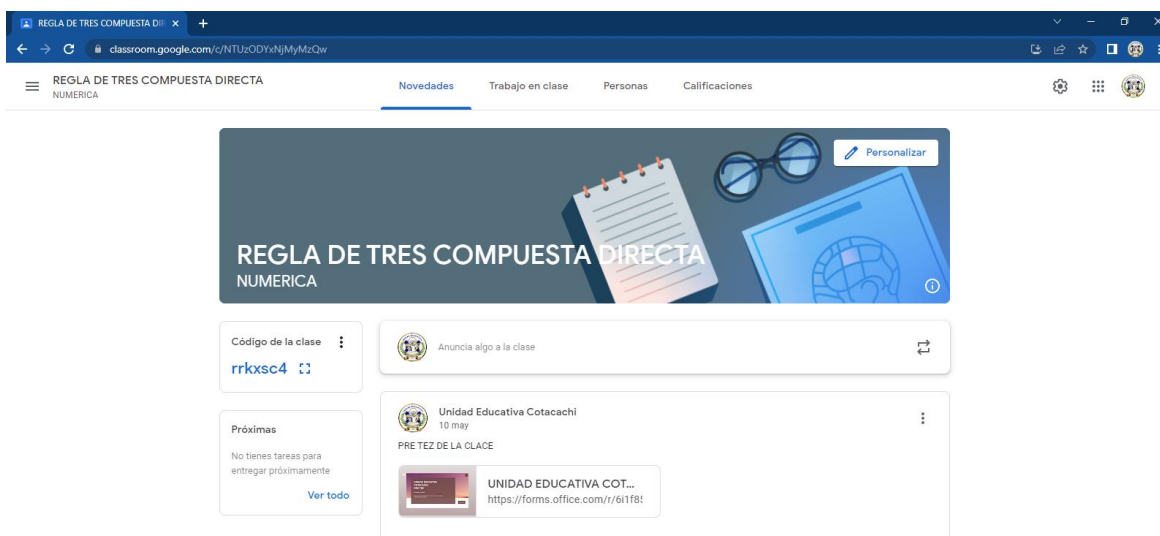 REGLA DE TRES COMPUESTA DI
classroom.google.com/c/NTUzODYxNjMyMzQw
REGLA DE TRES COMPUESTA DIRECTA
NUMERICA
Novedades Trabajo en clase Personas Calificaciones
Personalizar
REGLA DE TRES COMPUESTA DIRECTA
NUMERICA
Código de la clase
rrkxsc4
Anuncia algo a la clase
Próximas
No tienes tareas para
entregar próximamente
Ver todo
Unidad Educativa Cotacachi
10 may
PRE TEZ DE LA CLACE
UNIDAD EDUCATIVA COT...
https://forms.office.com/r/6i1f8